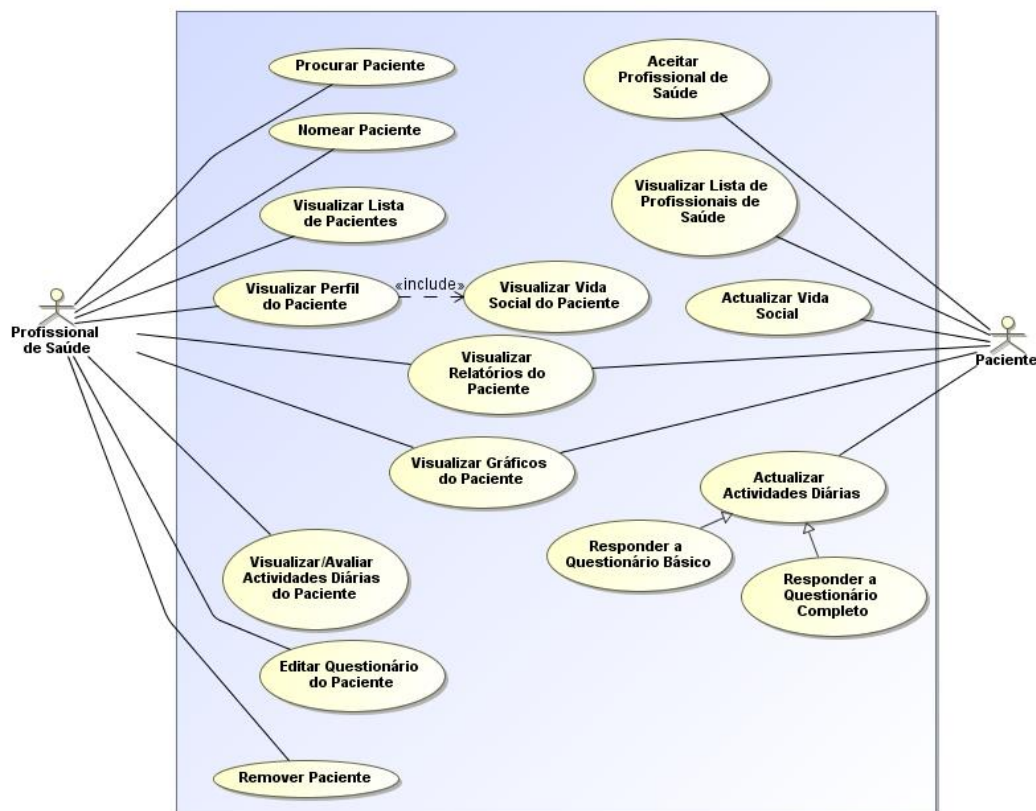 Procurar Paciente
Aceitar
Profissional de
Saúde
Nomear Paciente
Visualizar Lista
de Pacientes
Visualizar Lista de
Profissionais de
Saúde
Visualizar Perfil
do Paciente
«include»
Visualizar Vida
Social do Paciente
Actualizar Vida
Social
Profissional
de Saúde
Visualizar
Relatórios do
Paciente
Paciente
Visualizar Gráficos
do Paciente
Actualizar
Actividades Diárias
Responder a
Questionário Básico
Visualizar/Avaliar
Actividades Diárias
do Paciente
Responder a
Questionário
Completo
Editar Questionário
do Paciente
Remover Paciente